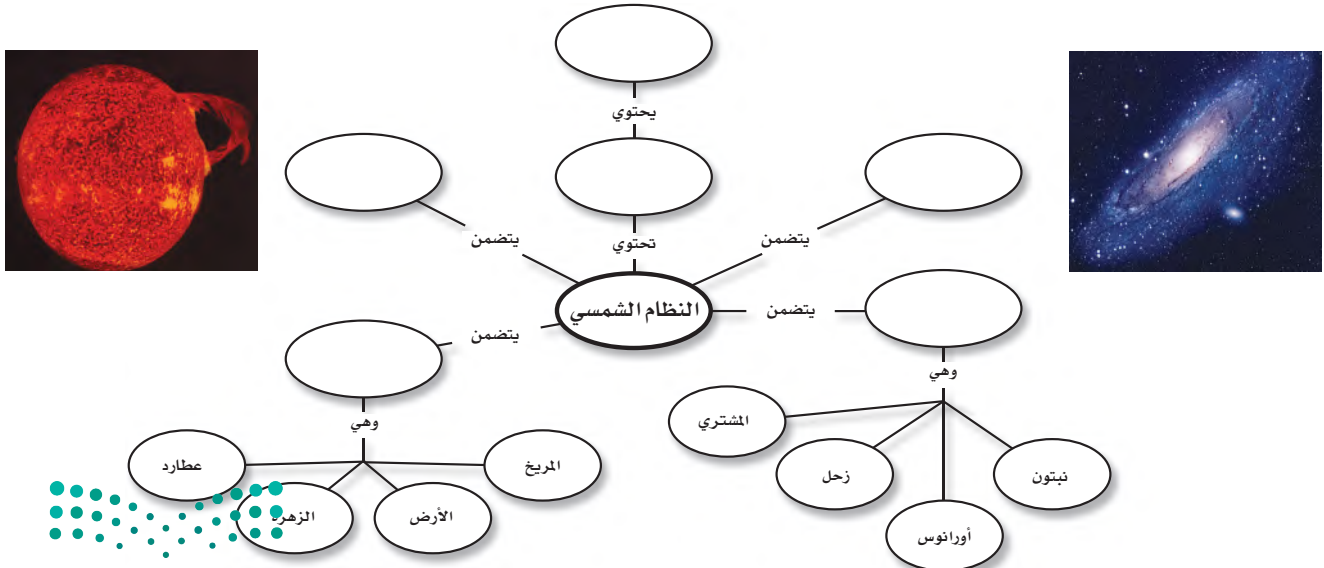 يحتوي
تحتوي
يتضمن
يتضمن
النظام الشمسي
يتضمن
يتضمن
وهي
المشتري
زحل
أورانوس
نبتون
وهي
المريخ
الأرض
الزهرة
عطارد